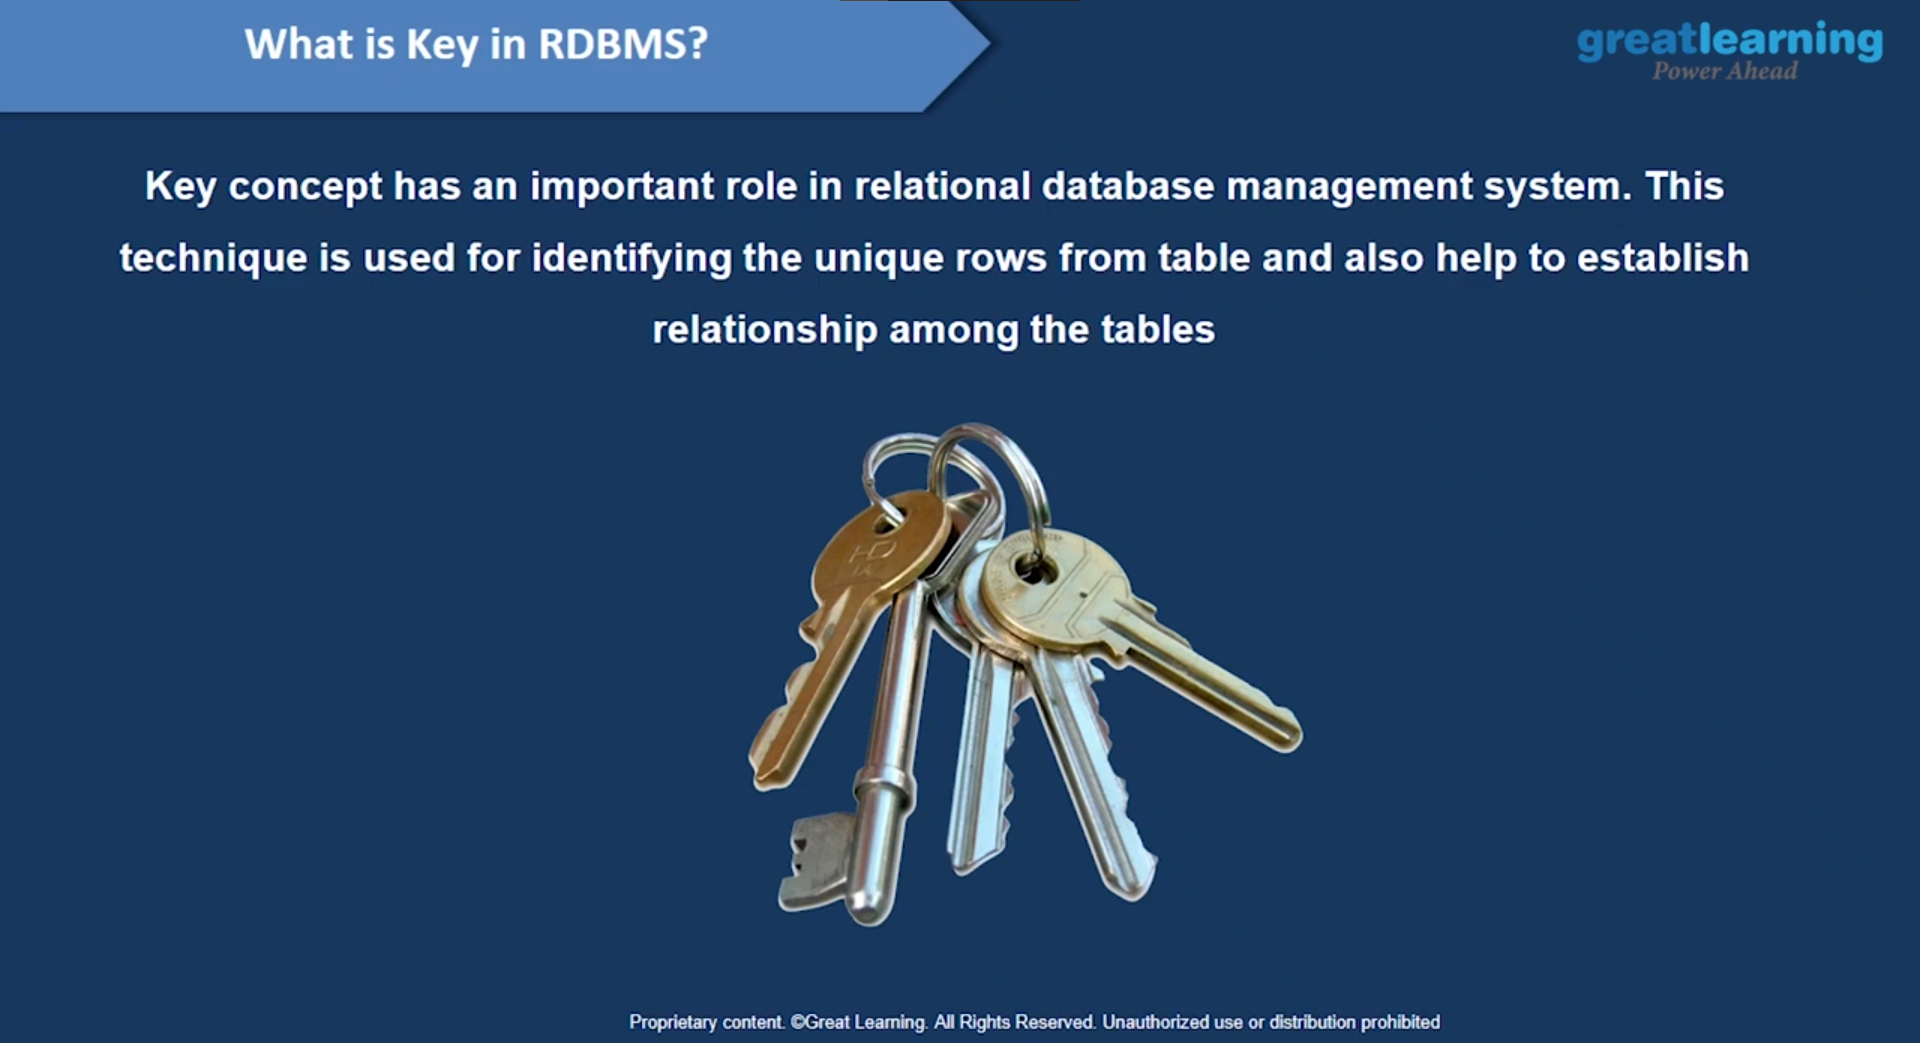 What is Key in RDBMS?
greatlearning
Power Ahead
Key concept has an important role in relational database management system. This
technique is used for identifying the unique rows from table and also help to establish
relationship among the tables
HD
Proprietary content. ©Great Learning. All Rights Reserved. Unauthorized use or distribution prohibited